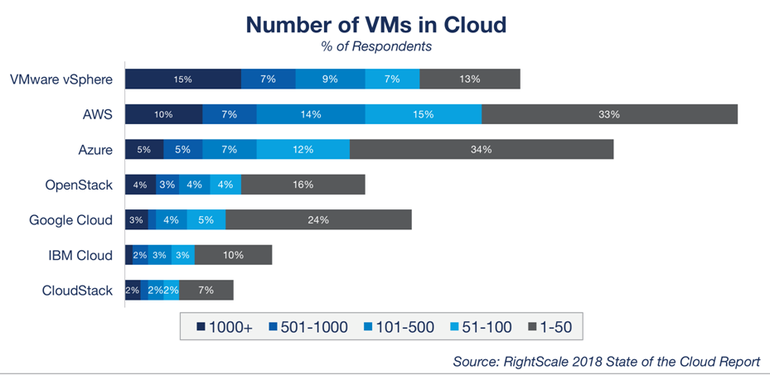 Number of VMs in Cloud
% of Respondents
VMware vSphere 15% 7% 9% 7% 13%
AWS 10% 7% 14% 15% 33%
Azure 5% 5% 7% 12% 34%
OpenStack 4% 3% 4% 4% 16%
Google Cloud 3% 4% 5% 24%
IBM Cloud 2% 3% 3% 10%
CloudStack 2% 2% 2% 7%
1000+ 501-1000 101-500 51-100 1-50
Source: RightScale 2018 State of the Cloud Report